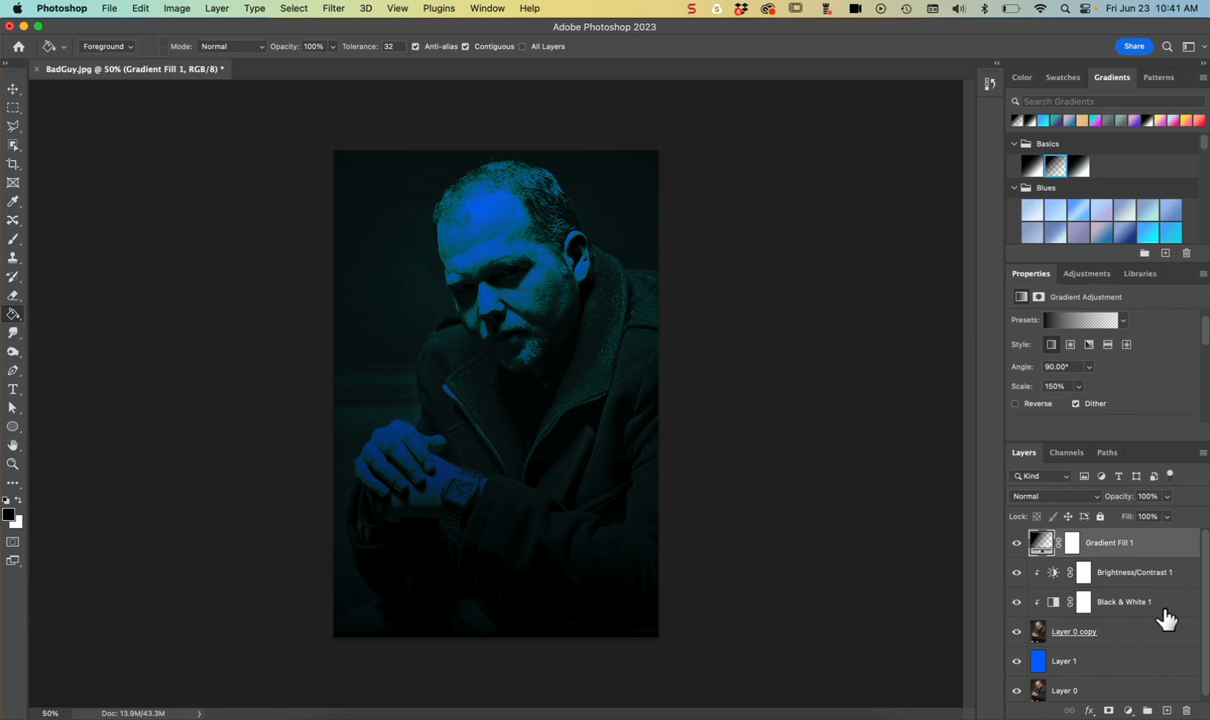 Photoshop File Edit Image Layer Type Select Filter 3D View Plugins Window Help Fri Jun 23 10:41 AM
Adobe Photoshop 2023
Foreground Mode: Normal Opacity: 100% Tolerance: 32 Anti-alias Contiguous All Layers Share
BadGuy.jpg @ 50% (Gradient Fill 1, RGB/8) *
Color Swatches Gradients Patterns
Search Gradients
Basics
Blues
Properties Adjustments Libraries
Gradient Adjustment
Presets:
Style:
Angle: 90.00°
Scale: 150%
Reverse Dither
Layers Channels Paths
Kind
Normal Opacity: 100%
Lock: Fill: 100%
Gradient Fill 1
Brightness/Contrast 1
Black & White 1
Layer 0 copy
Layer 1
Layer 0
50% Doc: 13.9M/43.3M